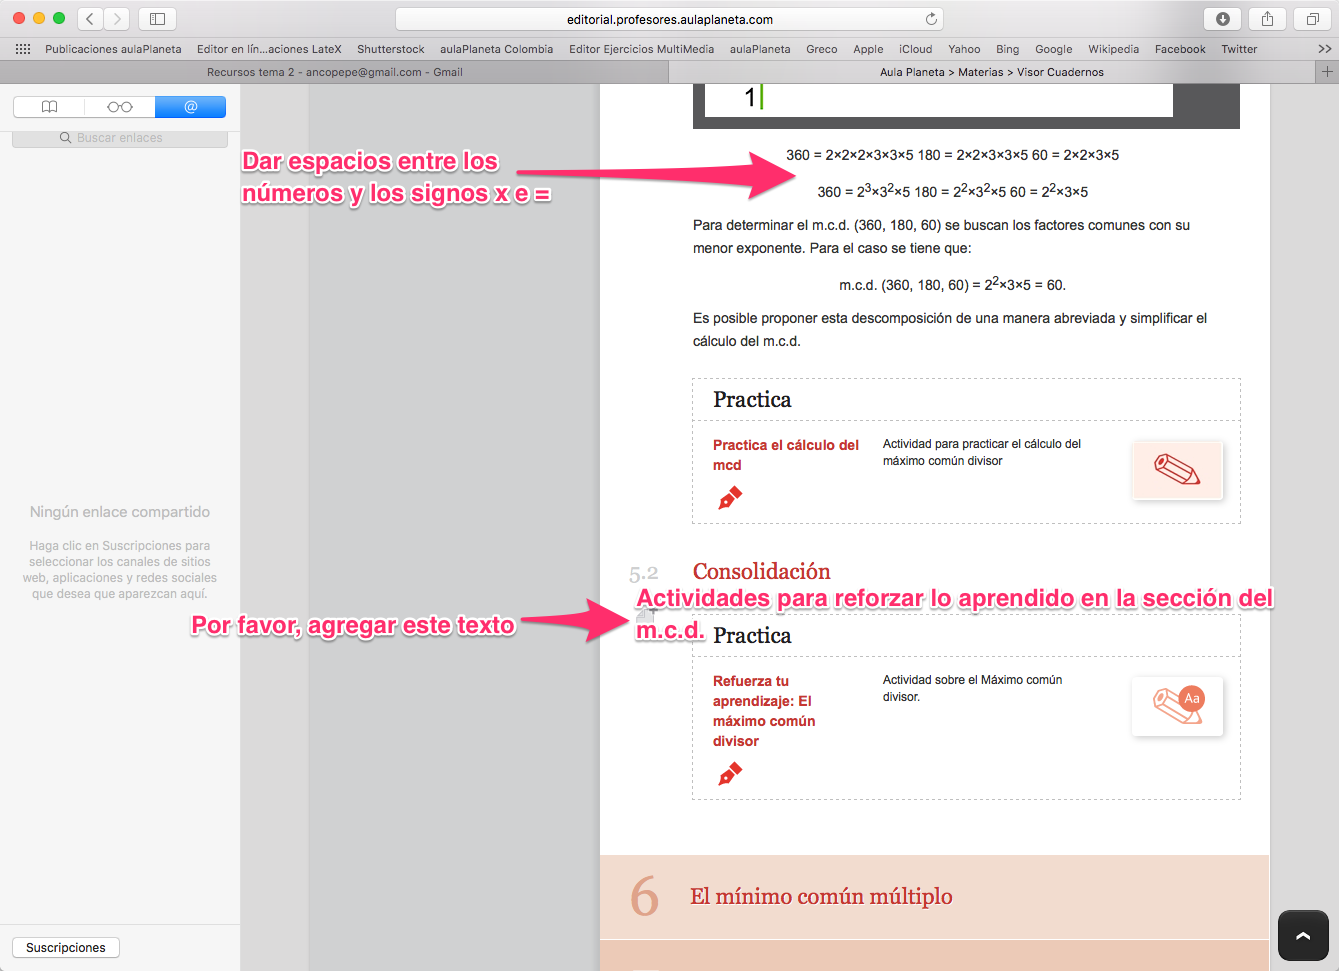 editorial.profesores.aulaplaneta.com
Publicaciones aulaPlaneta Editor en lín...aciones LateX Shutterstock aulaPlaneta Colombia Editor Ejercicios MultiMedia aulaPlaneta Greco Apple iCloud Yahoo Bing Google Wikipedia Facebook Twitter
Recursos tema 2 - ancopepe@gmail.com - Gmail
Aula Planeta > Materias > Visor Cuadernos
@
Buscar enlaces
Ningún enlace compartido
Haga clic en Suscripciones para
seleccionar los canales de sitios
web, aplicaciones y redes sociales
que desea que aparezcan aquí.
Suscripciones
1
Dar espacios entre los
números y los signos x e =
360 = 2×2×2×3×3×5 180 = 2×2×3×3×5 60 = 2×2×3×5
360 = 2³×3²×5 180 = 2²×3²×5 60 = 2²×3×5
Para determinar el m.c.d. (360, 180, 60) se buscan los factores comunes con su
menor exponente. Para el caso se tiene que:
m.c.d. (360, 180, 60) = 2²×3×5 = 60.
Es posible proponer esta descomposición de una manera abreviada y simplificar el
cálculo del m.c.d.
Practica
Practica el cálculo del
mcd
Actividad para practicar el cálculo del
máximo común divisor
5.2 Consolidación
Por favor, agregar este texto
Actividades para reforzar lo aprendido en la sección del
m.c.d.
Practica
Refuerza tu
aprendizaje: El
máximo común
divisor
Actividad sobre el Máximo común
divisor.
Aa
6 El mínimo común múltiplo